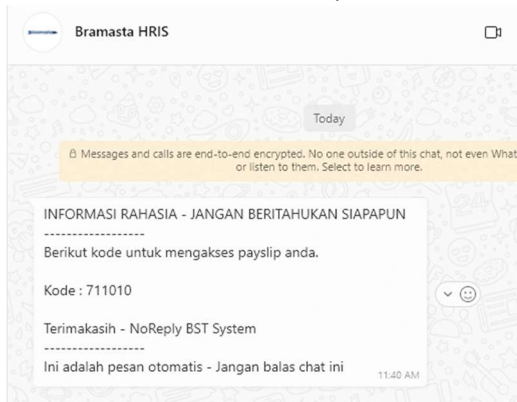 Bramasta HRIS
Today
Messages and calls are end-to-end encrypted. No one outside of this chat, not even What
or listen to them. Select to learn more.
INFORMASI RAHASIA - JANGAN BERITAHUKAN SIAPAPUN
------------------
Berikut kode untuk mengakses payslip anda.
Kode : 711010
Terimakasih - NoReply BST System
------------------
Ini adalah pesan otomatis - Jangan balas chat ini
11:40 AM